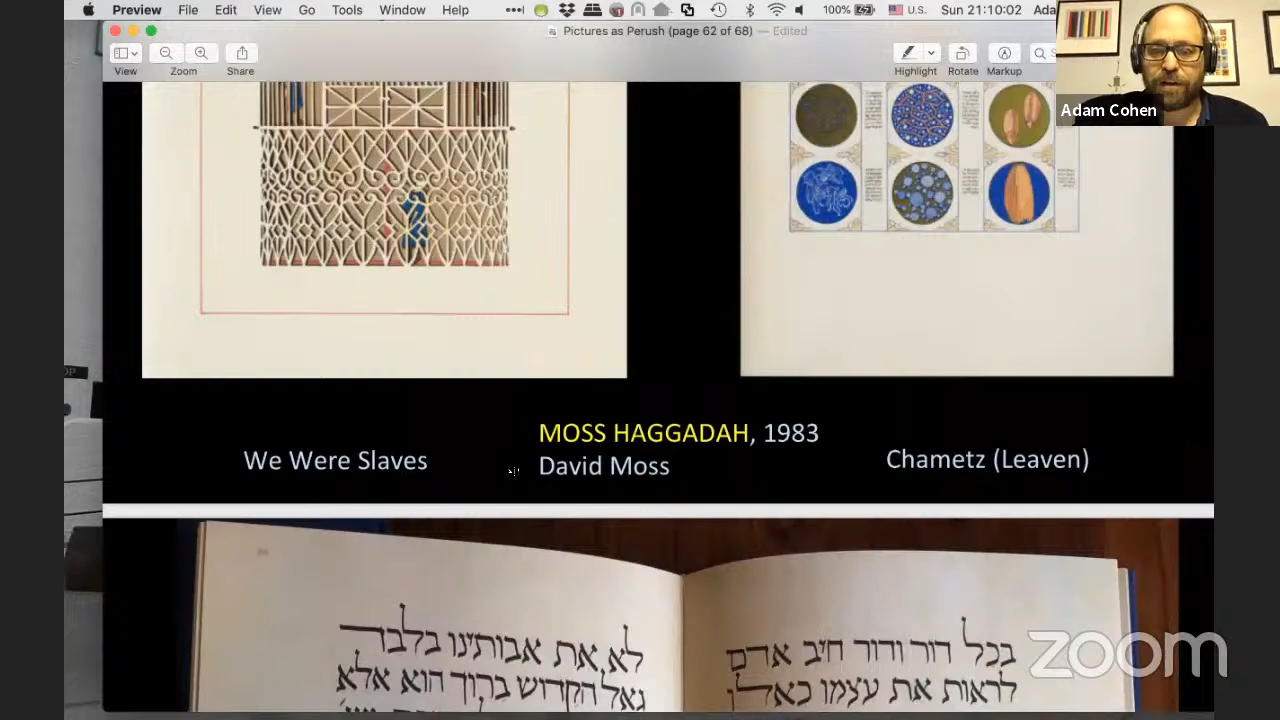 Preview File Edit View Go Tools Window Help 100% U.S. Sun 21:10:02 Ada
Pictures as Perush (page 62 of 68) — Edited
View Zoom Share Highlight Rotate Markup
Adam Cohen
MOSS HAGGADAH, 1983
We Were Slaves
David Moss
Chametz (Leaven)
בכל דור ודור חיב אדם
לראות את עצמו כאלו
לא את אבותינו בלבד
גאל הקדוש ברוך הוא אלא
zoom